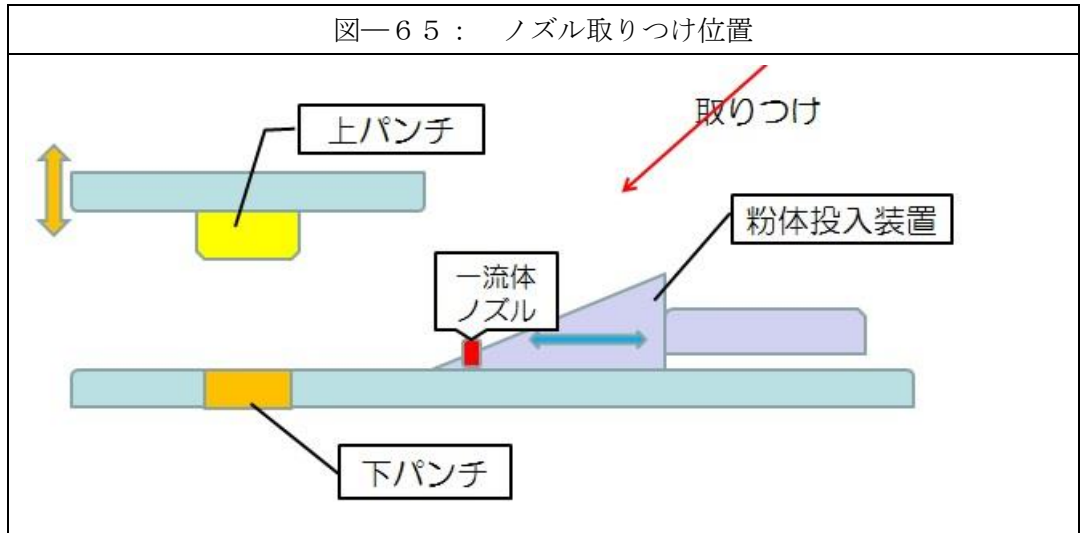 図―６５： ノズル取りつけ位置
取りつけ
上パンチ
粉体投入装置
一流体
ノズル
下パンチ